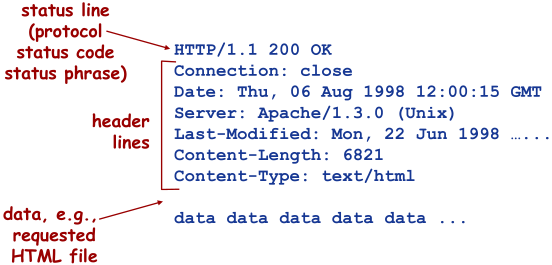 status line
(protocol
status code
status phrase)
HTTP/1.1 200 OK
Connection: close
Date: Thu, 06 Aug 1998 12:00:15 GMT
Server: Apache/1.3.0 (Unix)
Last-Modified: Mon, 22 Jun 1998 …...
Content-Length: 6821
Content-Type: text/html
header
lines
data, e.g.,
requested
HTML file
data data data data data ...